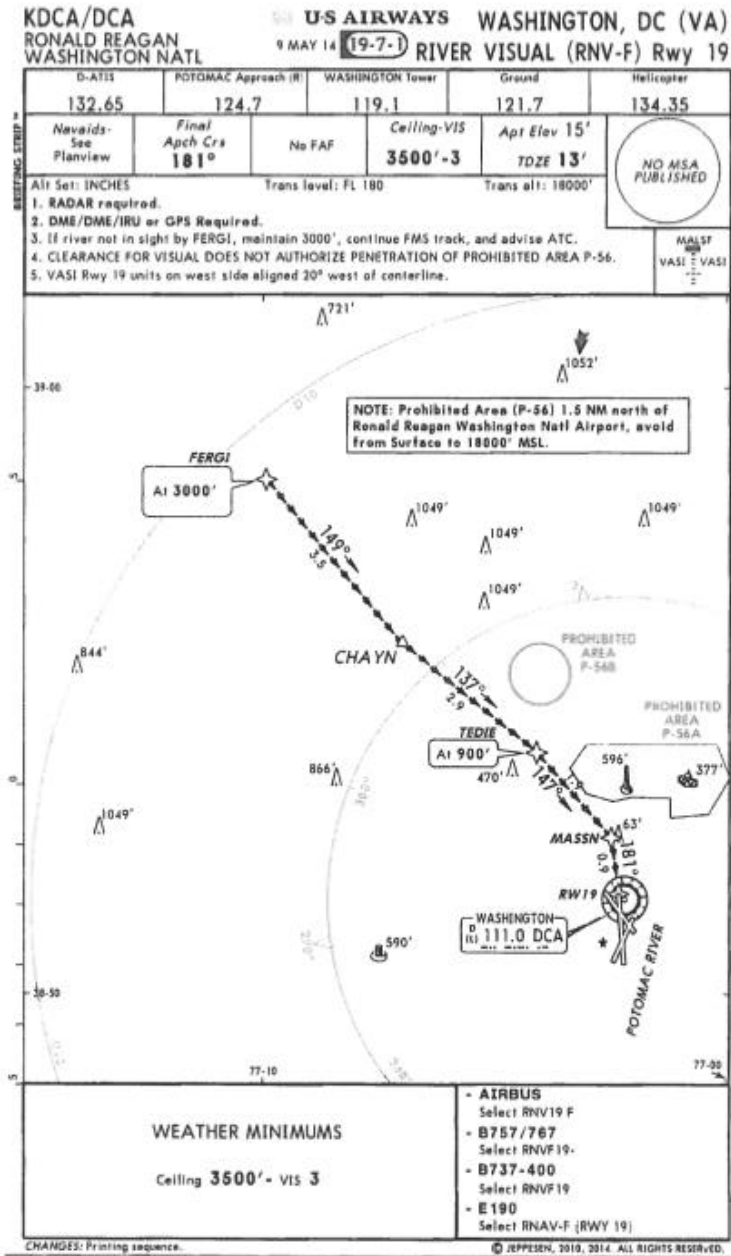 KDCA/DCA
RONALD REAGAN
WASHINGTON NATL
U·S AIRWAYS
9 MAY 14 19-7-1
WASHINGTON, DC (VA)
RIVER VISUAL (RNV-F) Rwy 19
BRIEFING STRIP
D-ATIS
132.65
POTOMAC Approach (R)
124.7
WASHINGTON Tower
119.1
Ground
121.7
Helicopter
134.35
Navaids-
See
Planview
Final
Apch Crs
181°
No FAF
Ceiling-VIS
3500'-3
Apt Elev 15'
TDZE 13'
NO MSA
PUBLISHED
Alt Set: INCHES Trans level: FL 180 Trans alt: 18000'
1. RADAR required.
2. DME/DME/IRU or GPS Required.
3. If river not in sight by FERGI, maintain 3000', continue FMS track, and advise ATC.
4. CLEARANCE FOR VISUAL DOES NOT AUTHORIZE PENETRATION OF PROHIBITED AREA P-56.
5. VASI Rwy 19 units on west side aligned 20° west of centerline.
MALSF
VASI VASI
721'
1052'
39-00
D10
NOTE: Prohibited Area (P-56) 1.5 NM north of
Ronald Reagan Washington Natl Airport, avoid
from Surface to 18000' MSL.
FERGI
At 3000'
1049'
1049'
1049'
149°
3.5
1049'
844'
CHAYN
PROHIBITED
AREA
P-56B
137°
2.9
PROHIBITED
AREA
P-56A
TEDIE
At 900'
470'
866'
596'
377'
147°
1049'
MASSN
63'
181°
0.9
RW19
WASHINGTON
D
111.0 DCA
590'
POTOMAC RIVER
38-50
77-10
77-00
WEATHER MINIMUMS
Ceiling 3500'- VIS 3
- AIRBUS
Select RNV19 F
- B757/767
Select RNVF19-
- B737-400
Select RNVF19
- E190
Select RNAV-F (RWY 19)
CHANGES: Printing sequence.
© JEPPESEN, 2010, 2014. ALL RIGHTS RESERVED.